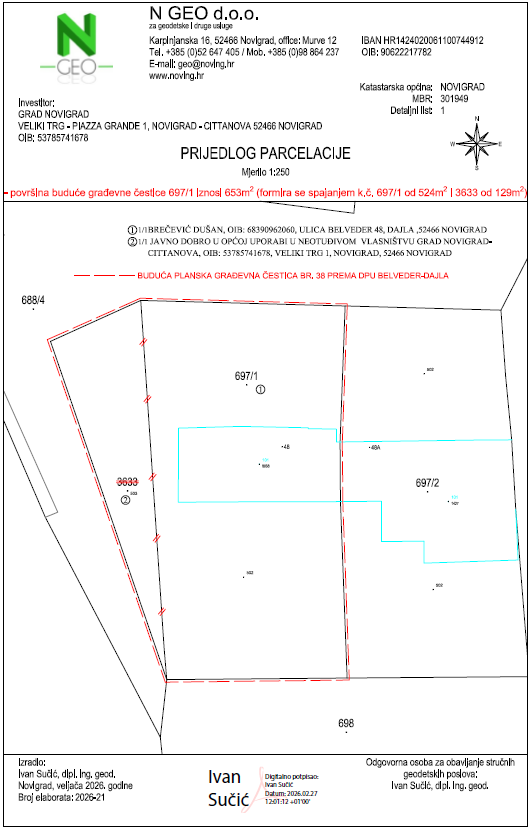 N GEO d.o.o.
za geodetske i druge usluge
Karpinjanska 16, 52466 Novigrad, office: Murve 12
Tel. +385 (0)52 647 405 / Mob. +385 (0)98 864 237
E-mail: geo@noving.hr
www.noving.hr
IBAN HR1424020061100744912
OIB: 90622217782
N
GEO
Katastarska općina: NOVIGRAD
MBR: 301949
Detaljni list: 1
Investitor:
GRAD NOVIGRAD
VELIKI TRG - PIAZZA GRANDE 1, NOVIGRAD - CITTANOVA 52466 NOVIGRAD
OIB: 53785741678
N
W E
S
PRIJEDLOG PARCELACIJE
Mjerilo 1:250
- površina buduće građevne čestice 697/1 iznosi 653m² (formira se spajanjem k,č, 697/1 od 524m² i 3633 od 129m²)
1 1/1 BREČEVIĆ DUŠAN, OIB: 68390962060, ULICA BELVEDER 48, DAJLA ,52466 NOVIGRAD
2 1/1 JAVNO DOBRO U OPĆOJ UPORABI U NEOTUĐIVOM VLASNIŠTVU GRAD NOVIGRAD-
CITTANOVA, OIB: 53785741678, VELIKI TRG 1, NOVIGRAD, 52466 NOVIGRAD
BUDUĆA PLANSKA GRAĐEVNA ČESTICA BR, 38 PREMA DPU BELVEDER-DAJLA
688/4
697/1
1
502
48
48A
3633
2
697/2
502
502
698
Izradio:
Ivan Sučić, dipl. ing. geod.
Novigrad, veljača 2026. godine
Broj elaborata: 2026-21
Ivan
Sučić
Digitalno potpisao:
Ivan Sučić
Datum: 2026.02.27
12:01:12 +01'00'
Odgovorna osoba za obavljanje stručnih
geodetskih poslova:
Ivan Sučić, dipl. ing. geod.